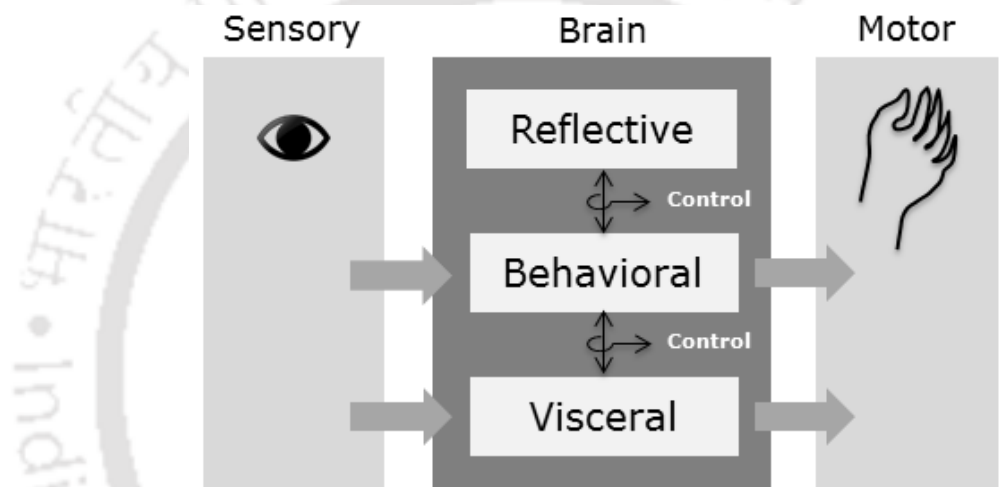 Sensory Brain Motor
Reflective
Control
Behavioral
Control
Visceral